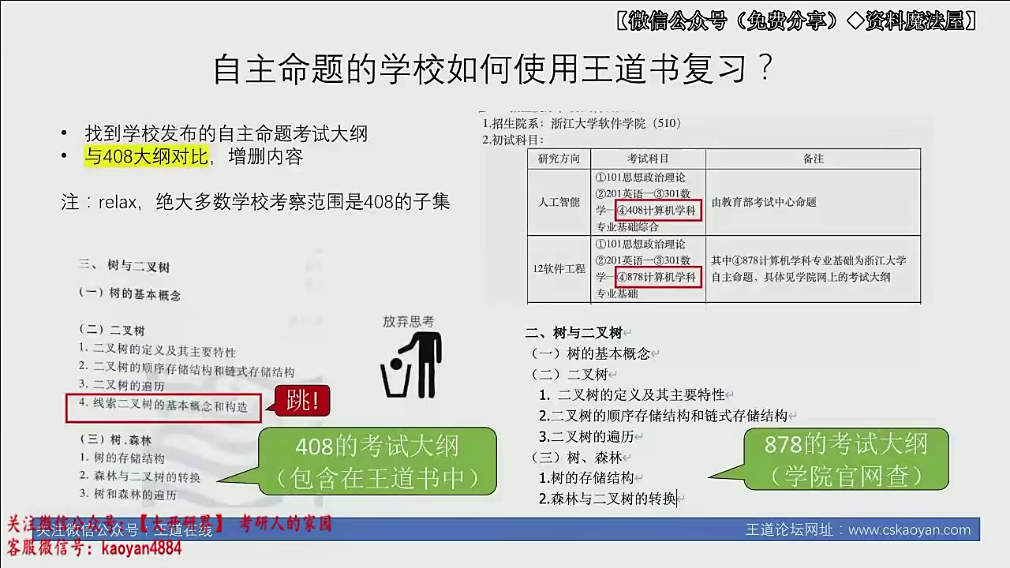 【微信公众号（免费分享）◆资料魔法屋】
自主命题的学校如何使用王道书复习？
• 找到学校发布的自主命题考试大纲
• 与408大纲对比，增删内容
注：relax，绝大多数学校考察范围是408的子集
1.招生院系：浙江大学软件学院（510）
2.初试科目：
研究方向 考试科目 备注
人工智能
①101思想政治理论
②201英语一③301数
学一④408计算机学科
专业基础综合
由教育部考试中心命题
12软件工程
①101思想政治理论
②201英语一③301数
学一④878计算机学科
专业基础
其中④878计算机学科专业基础为浙江大学
自主命题，具体见学院网上的考试大纲
三、树与二叉树
（一）树的基本概念
（二）二叉树
1. 二叉树的定义及其主要特性
2. 二叉树的顺序存储结构和链式存储结构
3. 二叉树的遍历
4. 线索二叉树的基本概念和构造
（三）树、森林
1. 树的存储结构
2. 森林与二叉树的转换
3. 树和森林的遍历
跳!
放弃思考
408的考试大纲
（包含在王道书中）
二、树与二叉树
（一）树的基本概念
（二）二叉树
1. 二叉树的定义及其主要特性
2.二叉树的顺序存储结构和链式存储结构
3.二叉树的遍历
（三）树、森林
1.树的存储结构
2.森林与二叉树的转换
878的考试大纲
（学院官网查）
关注微信公众号：王道在线
王道论坛网址：www.cskaoyan.com
关注微信公众号：【大开研界】 考研人的家园
客服微信号：kaoyan4884